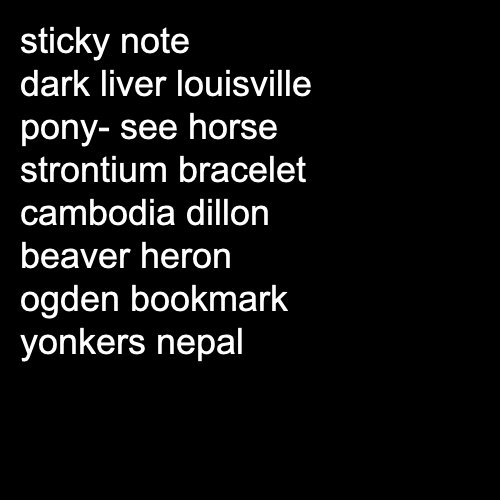 sticky note
dark liver louisville
pony- see horse
strontium bracelet
cambodia dillon
beaver heron
ogden bookmark
yonkers nepal